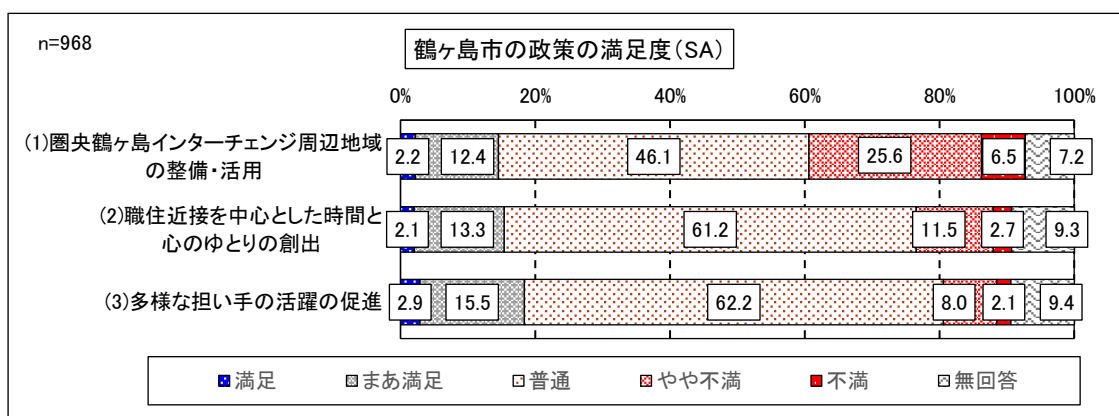 n=968
鶴ヶ島市の政策の満足度(SA)
0% 20% 40% 60% 80% 100%
(1)圏央鶴ヶ島インターチェンジ周辺地域
の整備・活用
2.2 12.4 46.1 25.6 6.5 7.2
(2)職住近接を中心とした時間と
心のゆとりの創出
2.1 13.3 61.2 11.5 2.7 9.3
(3)多様な担い手の活躍の促進
2.9 15.5 62.2 8.0 2.1 9.4
満足 まあ満足 普通 やや不満 不満 無回答